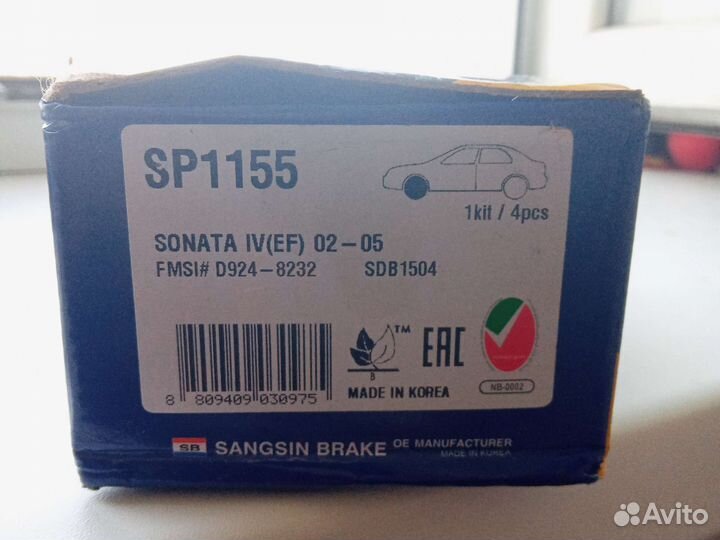 SP1155
1kit / 4pcs
SONATA IV(EF) 02-05
FMSI# D924-8232 SDB1504
TM
B
EAC
8 809409 030975
MADE IN KOREA
NB-0002
SB SANGSIN BRAKE OE MANUFACTURER
MADE IN KOREA
Avito